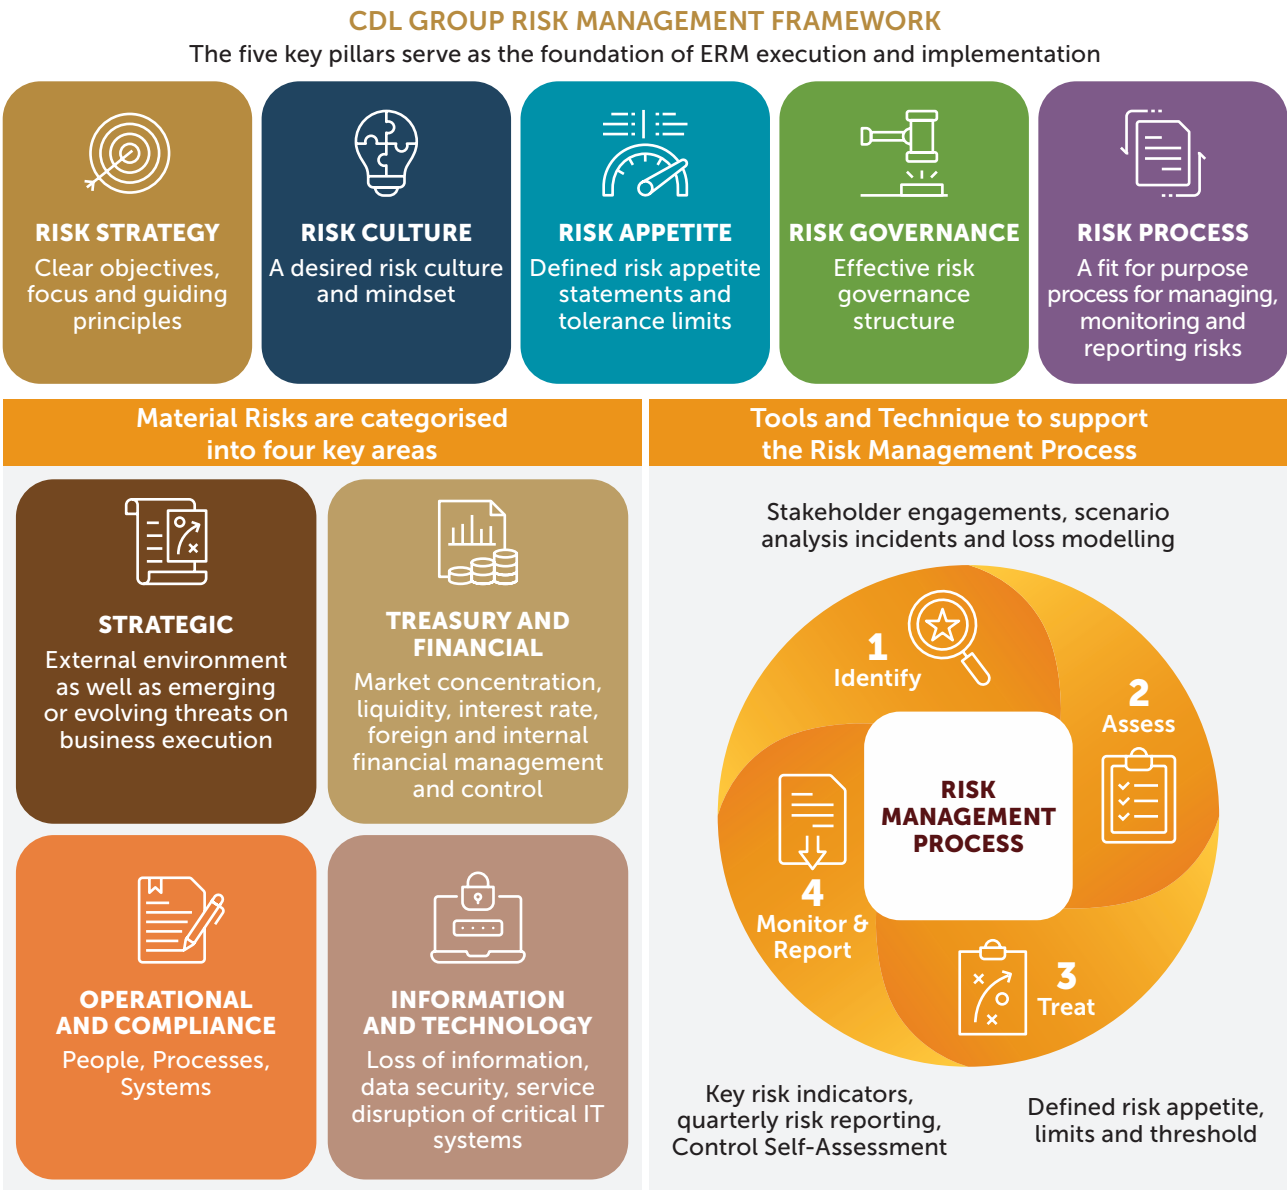 CDL GROUP RISK MANAGEMENT FRAMEWORK
The five key pillars serve as the foundation of ERM execution and implementation
RISK STRATEGY
Clear objectives,
focus and guiding
principles
RISK CULTURE
A desired risk culture
and mindset
RISK APPETITE
Defined risk appetite
statements and
tolerance limits
RISK GOVERNANCE
Effective risk
governance
structure
RISK PROCESS
A fit for purpose
process for managing,
monitoring and
reporting risks
Material Risks are categorised
into four key areas
STRATEGIC
External environment
as well as emerging
or evolving threats on
business execution
TREASURY AND
FINANCIAL
Market concentration,
liquidity, interest rate,
foreign and internal
financial management
and control
OPERATIONAL
AND COMPLIANCE
People, Processes,
Systems
INFORMATION
AND TECHNOLOGY
Loss of information,
data security, service
disruption of critical IT
systems
Tools and Technique to support
the Risk Management Process
Stakeholder engagements, scenario
analysis incidents and loss modelling
1
Identify
2
Assess
RISK
MANAGEMENT
PROCESS
3
Treat
4
Monitor &
Report
Key risk indicators,
quarterly risk reporting,
Control Self-Assessment
Defined risk appetite,
limits and threshold